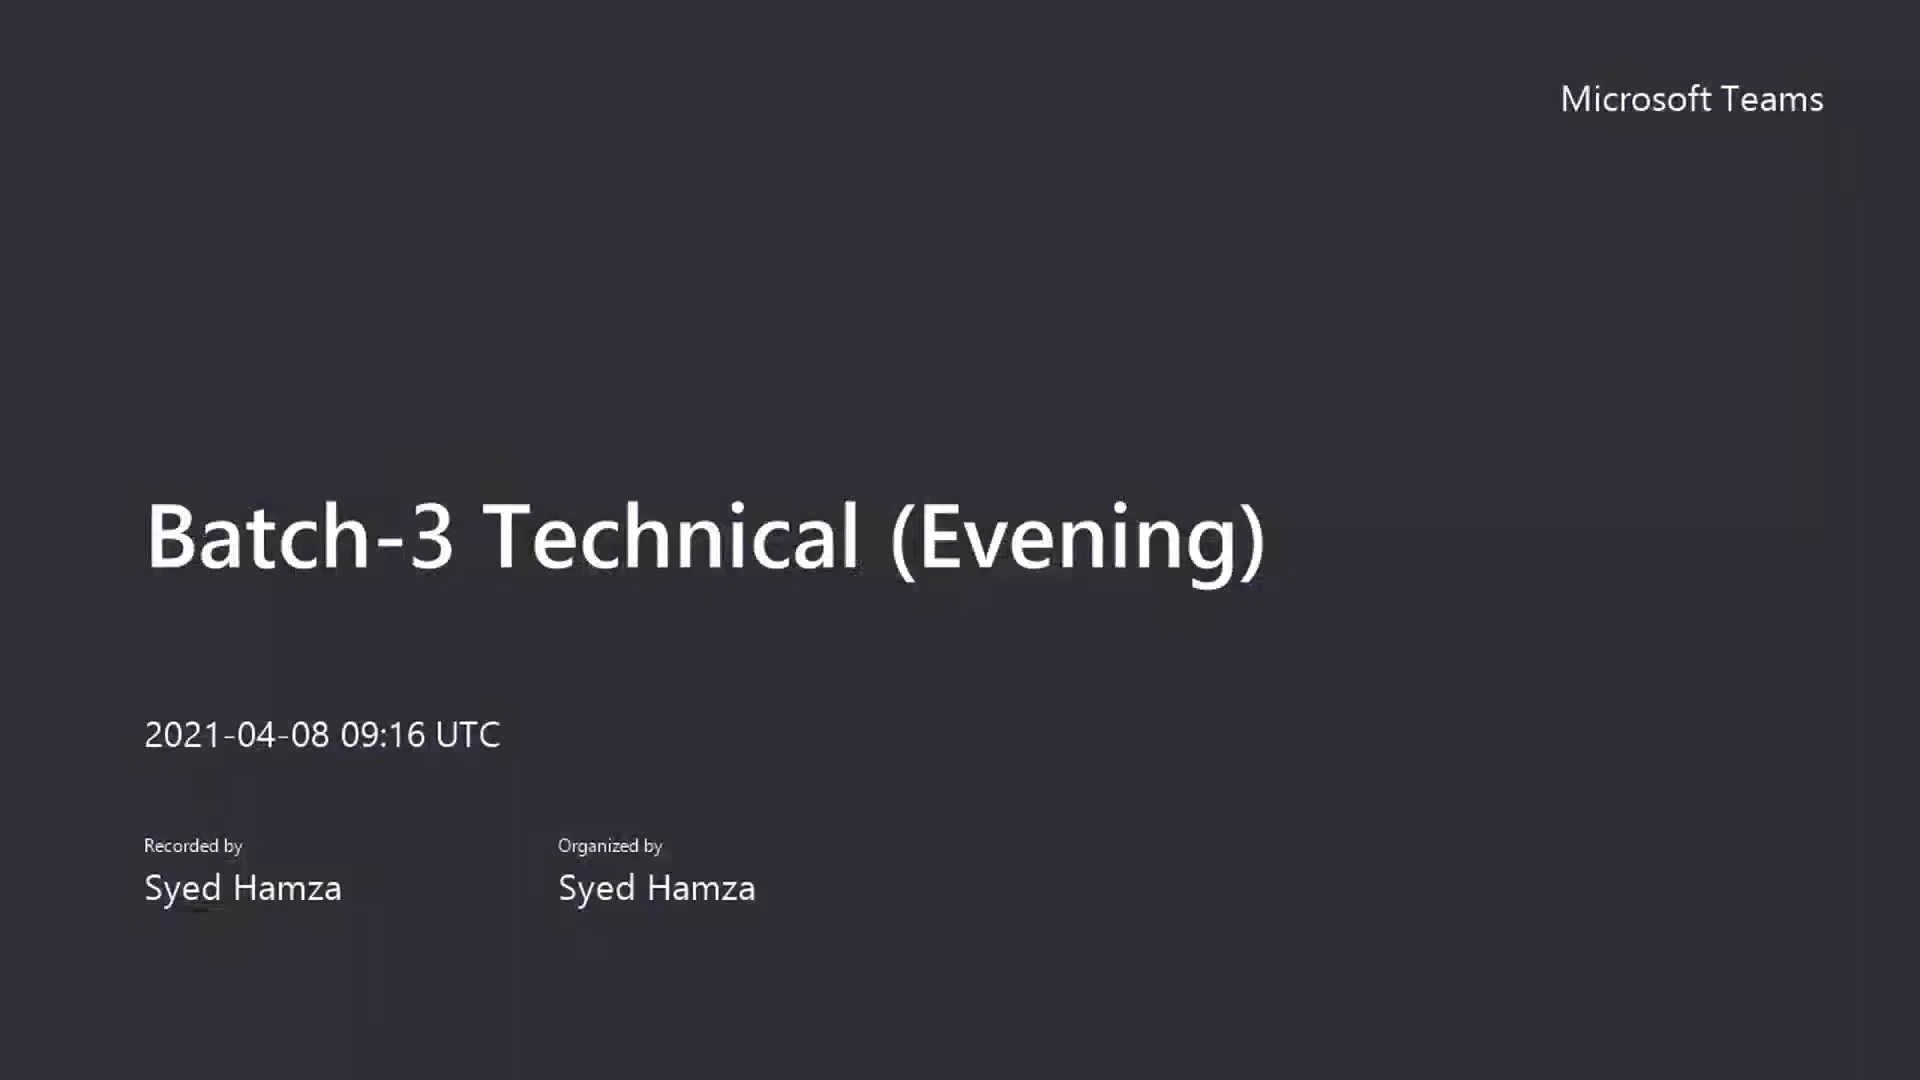 Microsoft Teams
Batch-3 Technical (Evening)
2021-04-08 09:16 UTC
Recorded by
Syed Hamza
Organized by
Syed Hamza